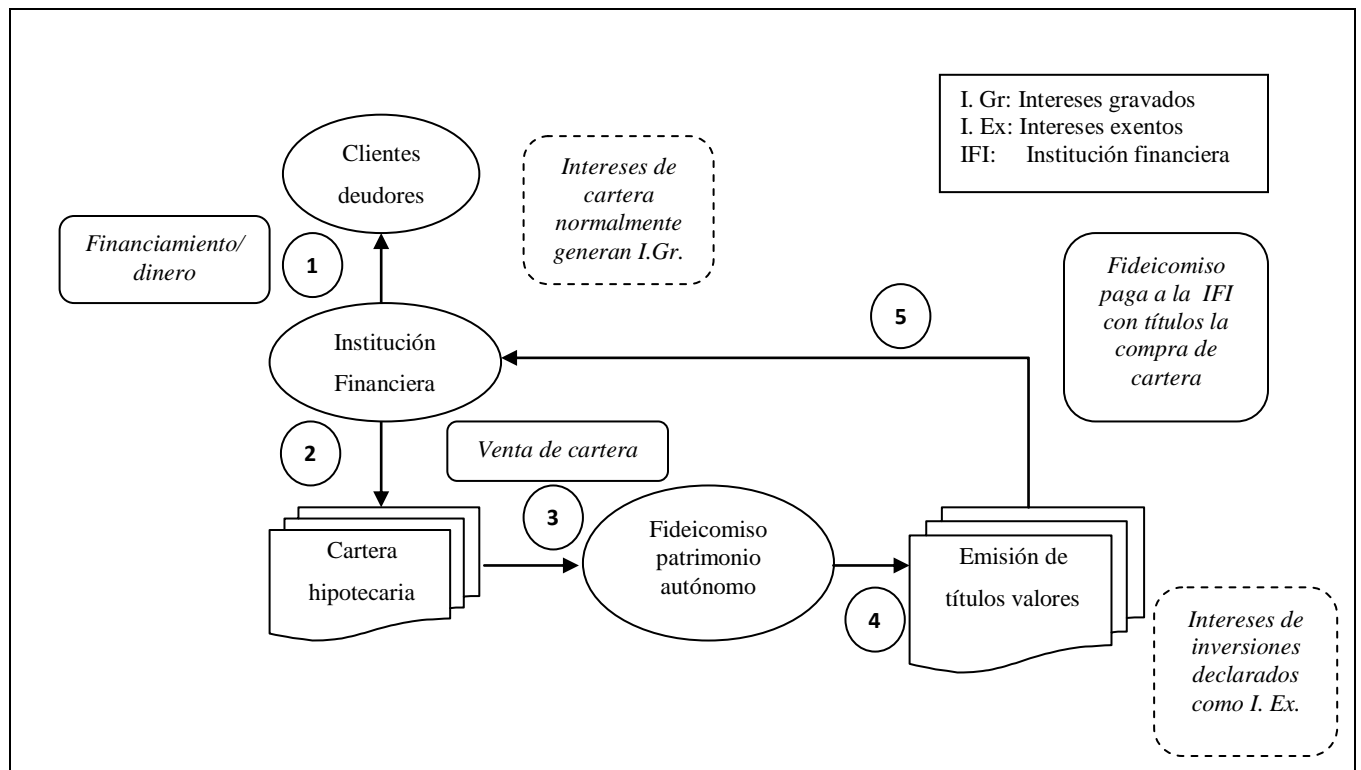 I. Gr: Intereses gravados
I. Ex: Intereses exentos
IFI: Institución financiera
Clientes
deudores
Intereses de
cartera
normalmente
generan I.Gr.
Financiamiento/
dinero
1
Fideicomiso
paga a la IFI
con títulos la
compra de
cartera
5
Institución
Financiera
2
Venta de cartera
3
Cartera
hipotecaria
Fideicomiso
patrimonio
autónomo
4
Emisión de
títulos valores
Intereses de
inversiones
declarados
como I. Ex.